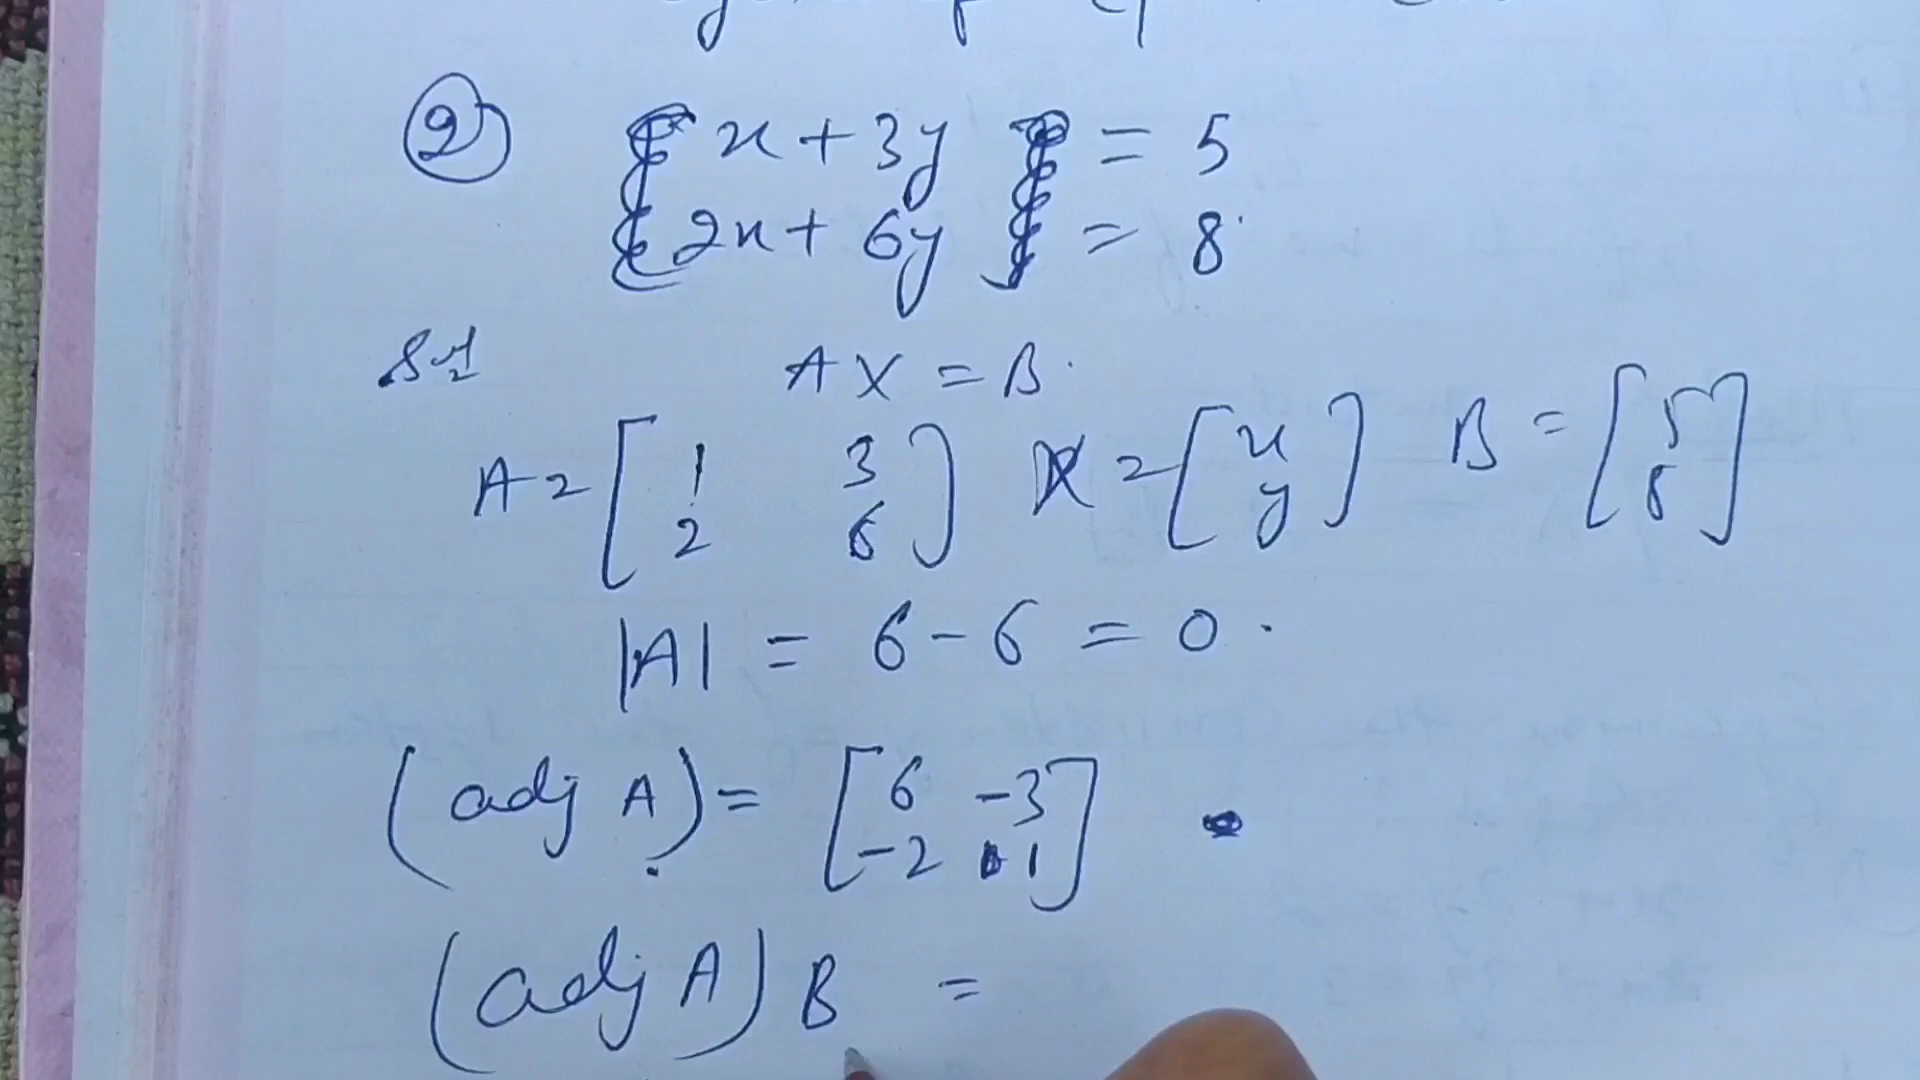 ② x + 3y = 5
2x + 6y = 8
Sol
AX = B.
A = [1 3 2 6] X = [x y] B = [5 8]
|A| = 6 - 6 = 0.
(adj A) = [6 -3 -2 1]
(adj A) B =